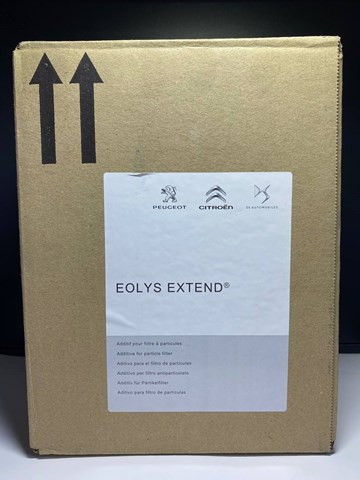 PEUGEOT CITROËN DS AUTOMOBILES
EOLYS EXTEND®
Additif pour filtre à particules
Additive for particle filter
Aditivo para el filtro de partículas
Additivo per filtro antiparticolato
Additiv für Partikelfilter
Aditivo para filtro de partículas